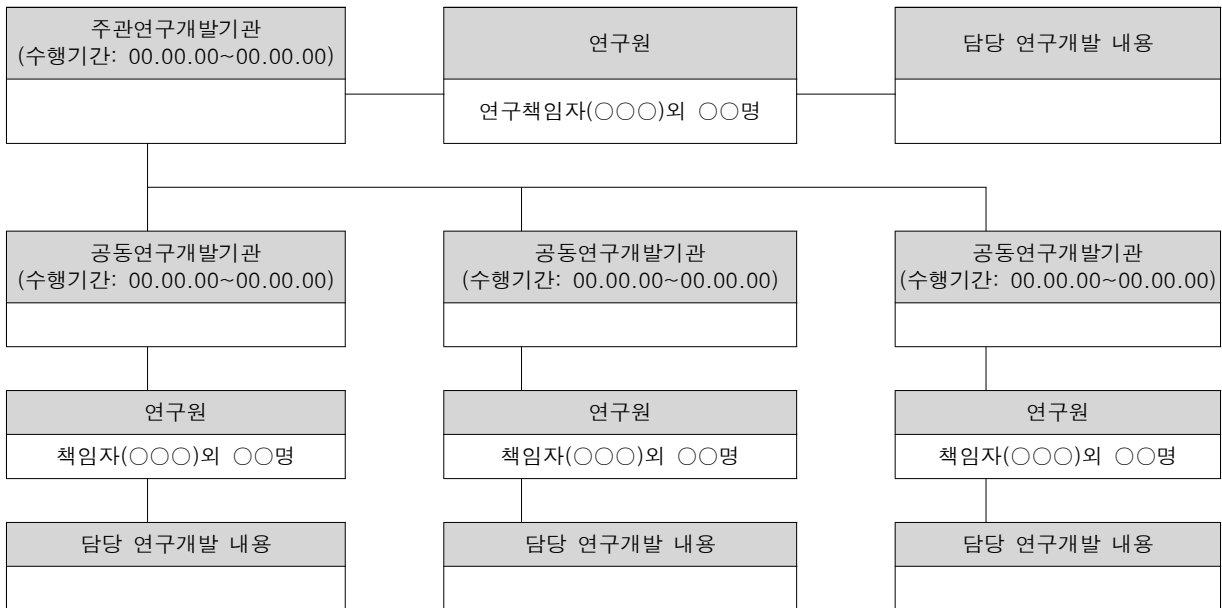 주관연구개발기관
(수행기간: 00.00.00~00.00.00)
연구원
담당 연구개발 내용
연구책임자(○○○)외 ○○명
공동연구개발기관
(수행기간: 00.00.00~00.00.00)
공동연구개발기관
(수행기간: 00.00.00~00.00.00)
공동연구개발기관
(수행기간: 00.00.00~00.00.00)
연구원
연구원
연구원
책임자(○○○)외 ○○명
책임자(○○○)외 ○○명
책임자(○○○)외 ○○명
담당 연구개발 내용
담당 연구개발 내용
담당 연구개발 내용